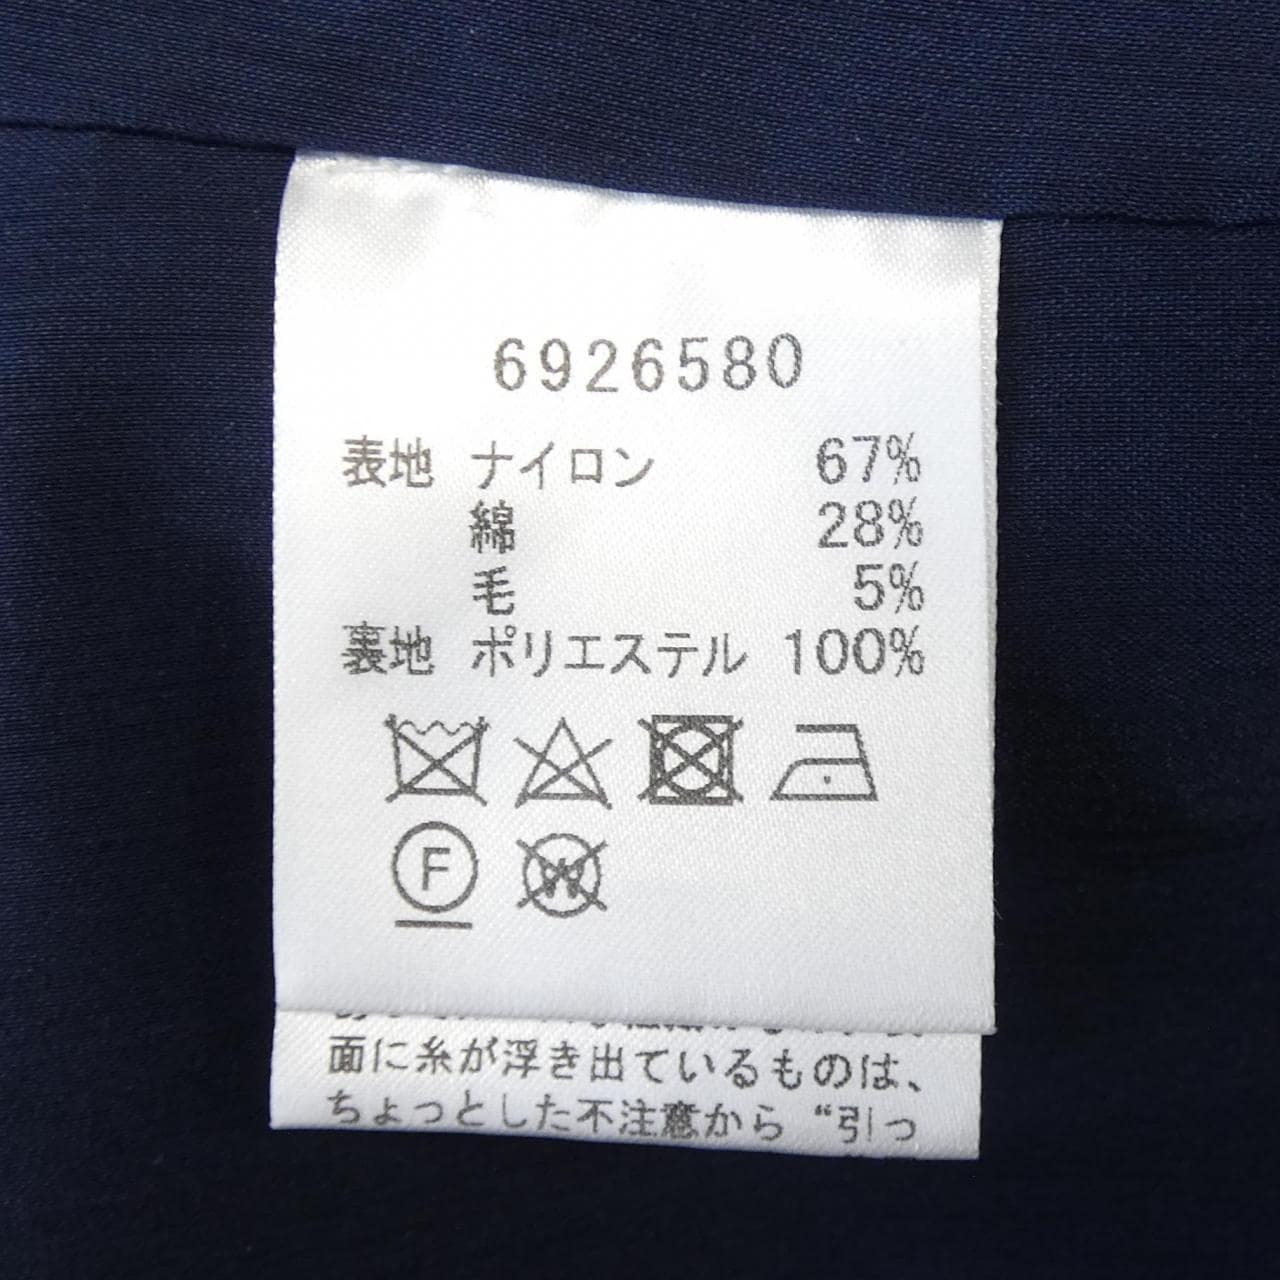 6926580
表地 ナイロン 67%
綿 28%
毛 5%
裏地 ポリエステル 100%
F
W
面に糸が浮き出ているものは、
ちょっとした不注意から“引っ